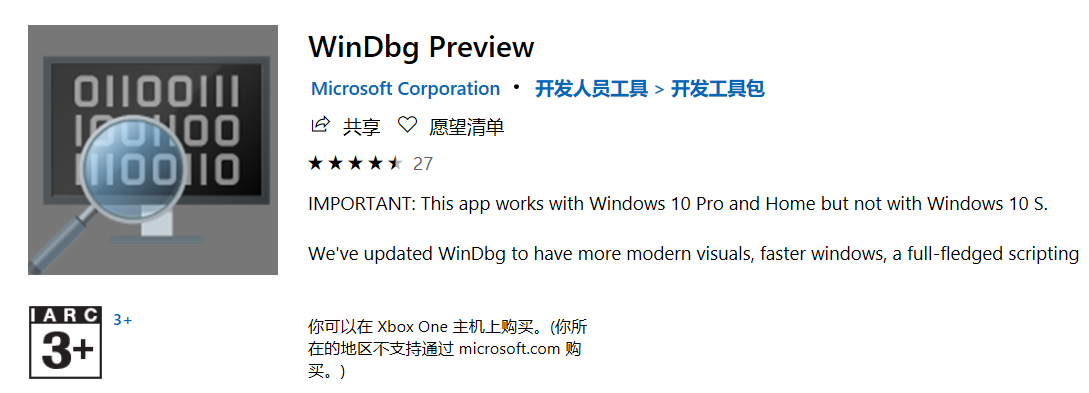 WinDbg Preview
Microsoft Corporation • 开发人员工具 > 开发工具包
共享 愿望清单
27
IMPORTANT: This app works with Windows 10 Pro and Home but not with Windows 10 S.
We've updated WinDbg to have more modern visuals, faster windows, a full-fledged scripting
01100111
1001100
11100110
IARC
3+
3+
你可以在 Xbox One 主机上购买。(你所
在的地区不支持通过 microsoft.com 购
买。)